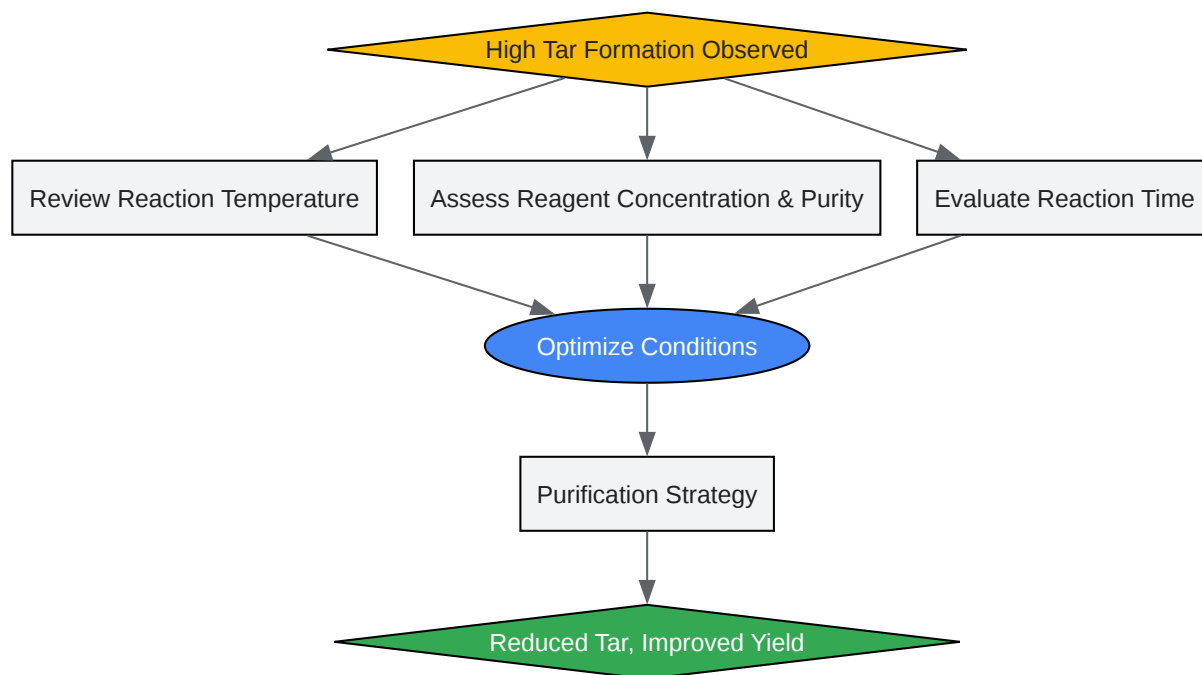 High Tar Formation Observed
Review Reaction Temperature
Assess Reagent Concentration & Purity
Evaluate Reaction Time
Optimize Conditions
Purification Strategy
Reduced Tar, Improved Yield